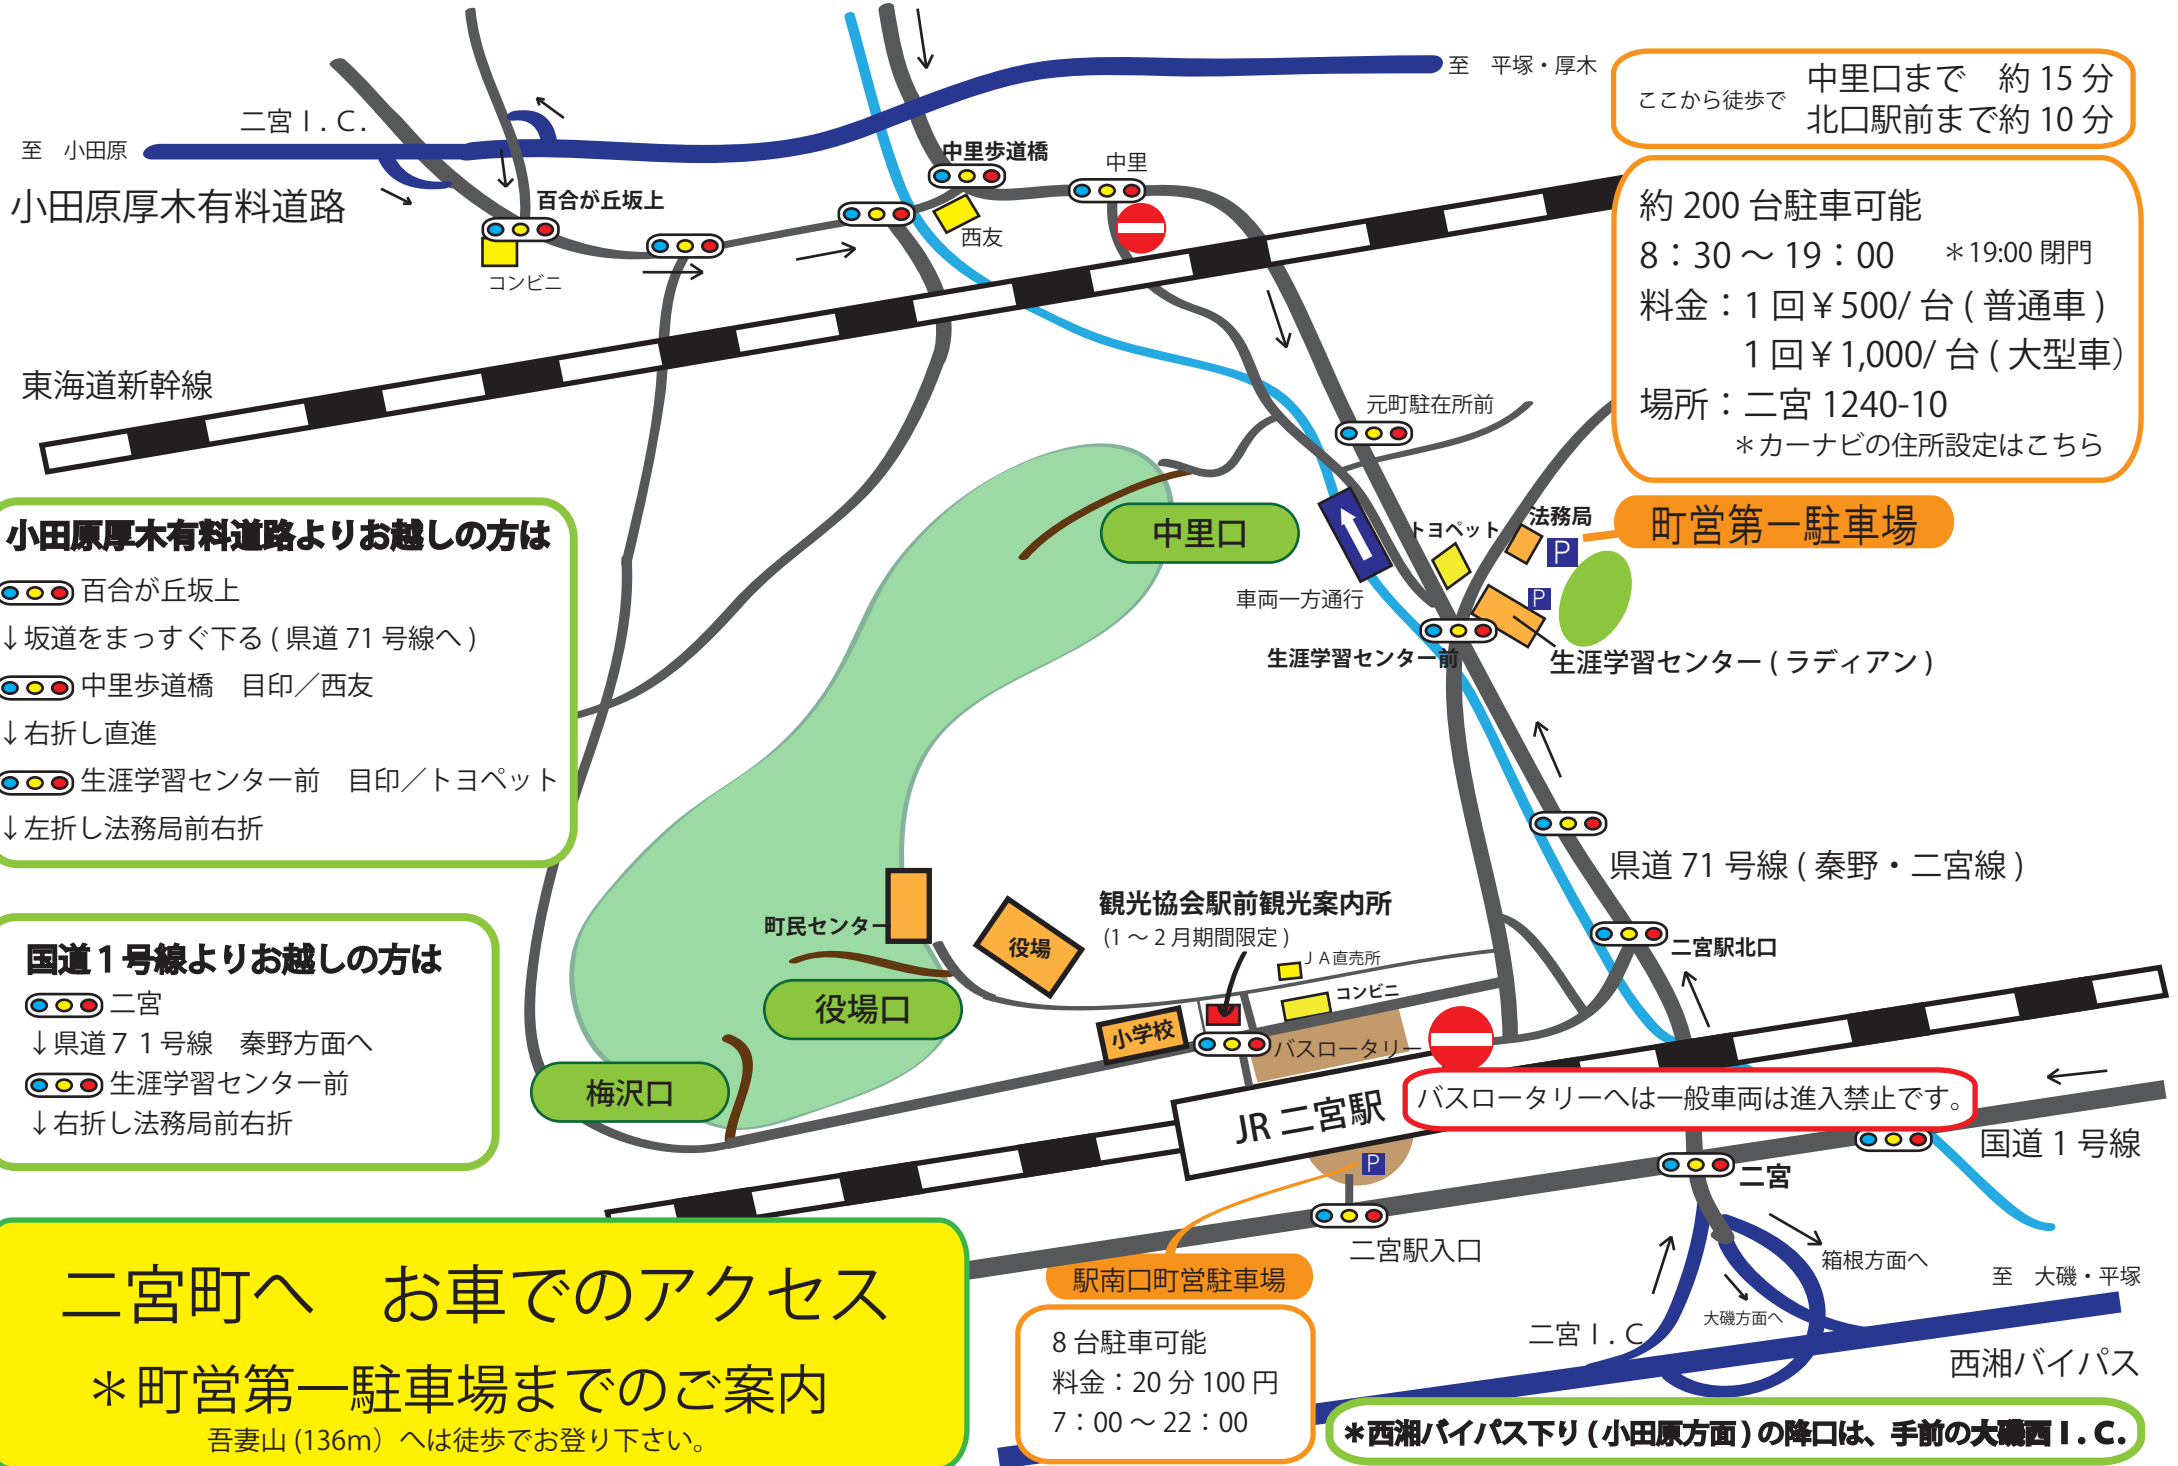 至　平塚・厚木
ここから徒歩で
中里口まで　約 15 分
北口駅前まで約 10 分
二宮Ｉ．Ｃ．
至　小田原
小田原厚木有料道路
百合が丘坂上
コンビニ
中里歩道橋
中里
西友
約 200 台駐車可能
8：30 ～ 19：00　＊19:00 閉門
料金：1 回￥500/ 台 ( 普通車 )
1 回￥1,000/ 台 ( 大型車）
場所：二宮 1240-10
＊カーナビの住所設定はこちら
東海道新幹線
元町駐在所前
小田原厚木有料道路よりお越しの方は
百合が丘坂上
↓坂道をまっすぐ下る ( 県道 71 号線へ )
中里歩道橋　目印／西友
↓右折し直進
生涯学習センター前　目印／トヨペット
↓左折し法務局前右折
中里口
トヨペット
法務局
P
町営第一駐車場
車両一方通行
P
生涯学習センター前
生涯学習センター ( ラディアン )
県道 71 号線 ( 秦野・二宮線 )
国道 1 号線よりお越しの方は
二宮
↓県道７１号線　秦野方面へ
生涯学習センター前
↓右折し法務局前右折
町民センター
役場
観光協会駅前観光案内所
(1 ～ 2 月期間限定 )
ＪＡ直売所
コンビニ
二宮駅北口
役場口
小学校
バスロータリー
梅沢口
JR 二宮駅
バスロータリーへは一般車両は進入禁止です。
P
国道 1 号線
二宮
二宮駅入口
駅南口町営駐車場
8 台駐車可能
料金：20 分 100 円
7：00 ～ 22：00
箱根方面へ
大磯方面へ
至　大磯・平塚
二宮Ｉ．Ｃ
西湘バイパス
＊西湘バイパス下り ( 小田原方面 ) の降口は、手前の大磯西Ｉ．Ｃ．
二宮町へ　お車でのアクセス
＊町営第一駐車場までのご案内
吾妻山 (136m）へは徒歩でお登り下さい。